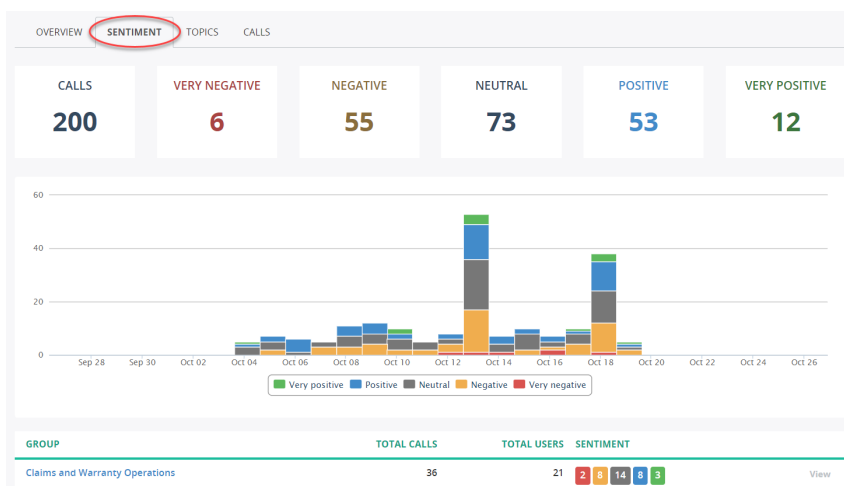 OVERVIEW SENTIMENT TOPICS CALLS
CALLS VERY NEGATIVE NEGATIVE NEUTRAL POSITIVE VERY POSITIVE
200 6 55 73 53 12
60
40
20
0
Sep 28 Sep 30 Oct 02 Oct 04 Oct 06 Oct 08 Oct 10 Oct 12 Oct 14 Oct 16 Oct 18 Oct 20 Oct 22 Oct 24 Oct 26
Very positive Positive Neutral Negative Very negative
GROUP TOTAL CALLS TOTAL USERS SENTIMENT
Claims and Warranty Operations 36 21 2 8 14 8 3 View